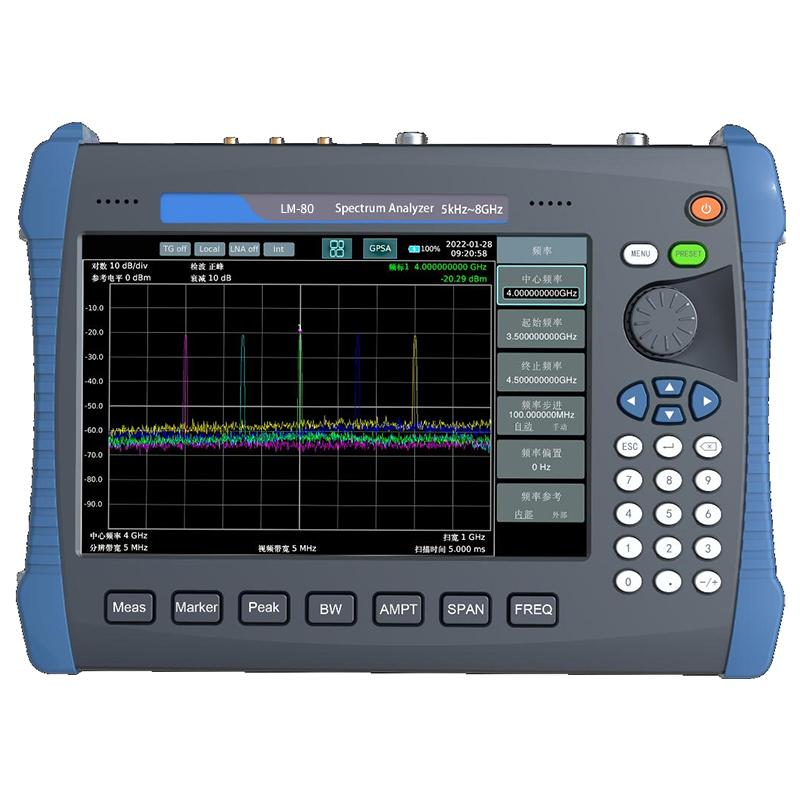 LM-80 Spectrum Analyzer 5kHz~8GHz
TG off Local LNA off Int GPSA 100% 2022-01-28
09:20:58
对数 10 dB/div 检波 正峰 频标1 4.000000000 GHz
参考电平 0 dBm 衰减 10 dB -20.29 dBm
1
-10.0
-20.0
-30.0
-40.0
-50.0
-60.0
-70.0
-80.0
-90.0
中心频率 4 GHz 扫宽 1 GHz
分辨带宽 5 MHz 视频带宽 5 MHz 扫描时间 5.000 ms
频率
中心频率
4.000000000GHz
起始频率
3.500000000GHz
终止频率
4.500000000GHz
频率步进
100.000000MHz
自动 手动
频率偏置
0 Hz
频率参考
内部 外部
MENU PRESET
ESC
7 8 9
4 5 6
1 2 3
0 . -/+
Meas Marker Peak BW AMPT SPAN FREQ